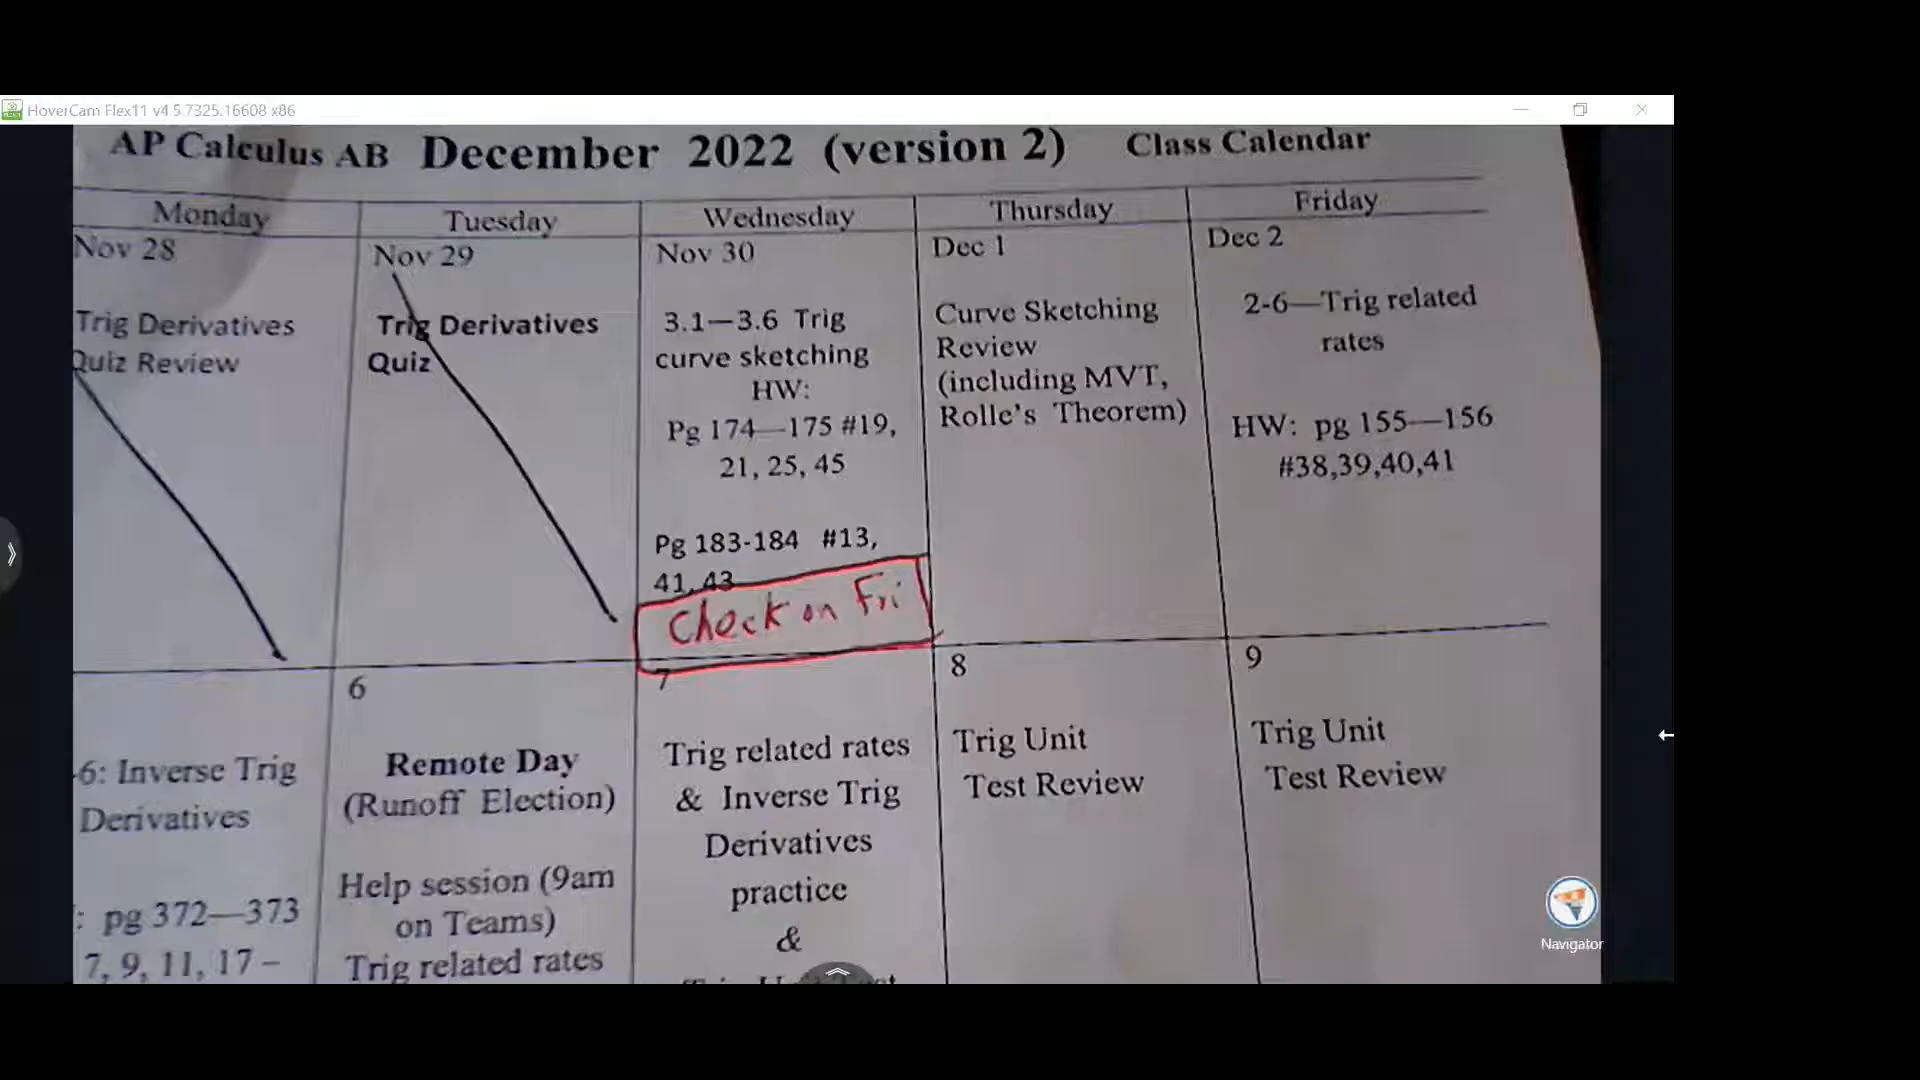 HoverCam Flex11 v4.5.7325.16608 x86
AP Calculus AB December 2022 (version 2) Class Calendar
Monday
Tuesday
Wednesday
Thursday
Friday
Nov 28
Trig Derivatives
Quiz Review
Nov 29
Trig Derivatives
Quiz
Nov 30
3.1—3.6 Trig
curve sketching
HW:
Pg 174—175 #19,
21, 25, 45
Pg 183-184 #13,
41, 43
Check on Fri
Dec 1
Curve Sketching
Review
(including MVT,
Rolle's Theorem)
Dec 2
2-6—Trig related
rates
HW: pg 155—156
#38,39,40,41
-6: Inverse Trig
Derivatives
: pg 372—373
7, 9, 11, 17 –
6
Remote Day
(Runoff Election)
Help session (9am
on Teams)
Trig related rates
7
Trig related rates
& Inverse Trig
Derivatives
practice
&
8
Trig Unit
Test Review
9
Trig Unit
Test Review
Navigator